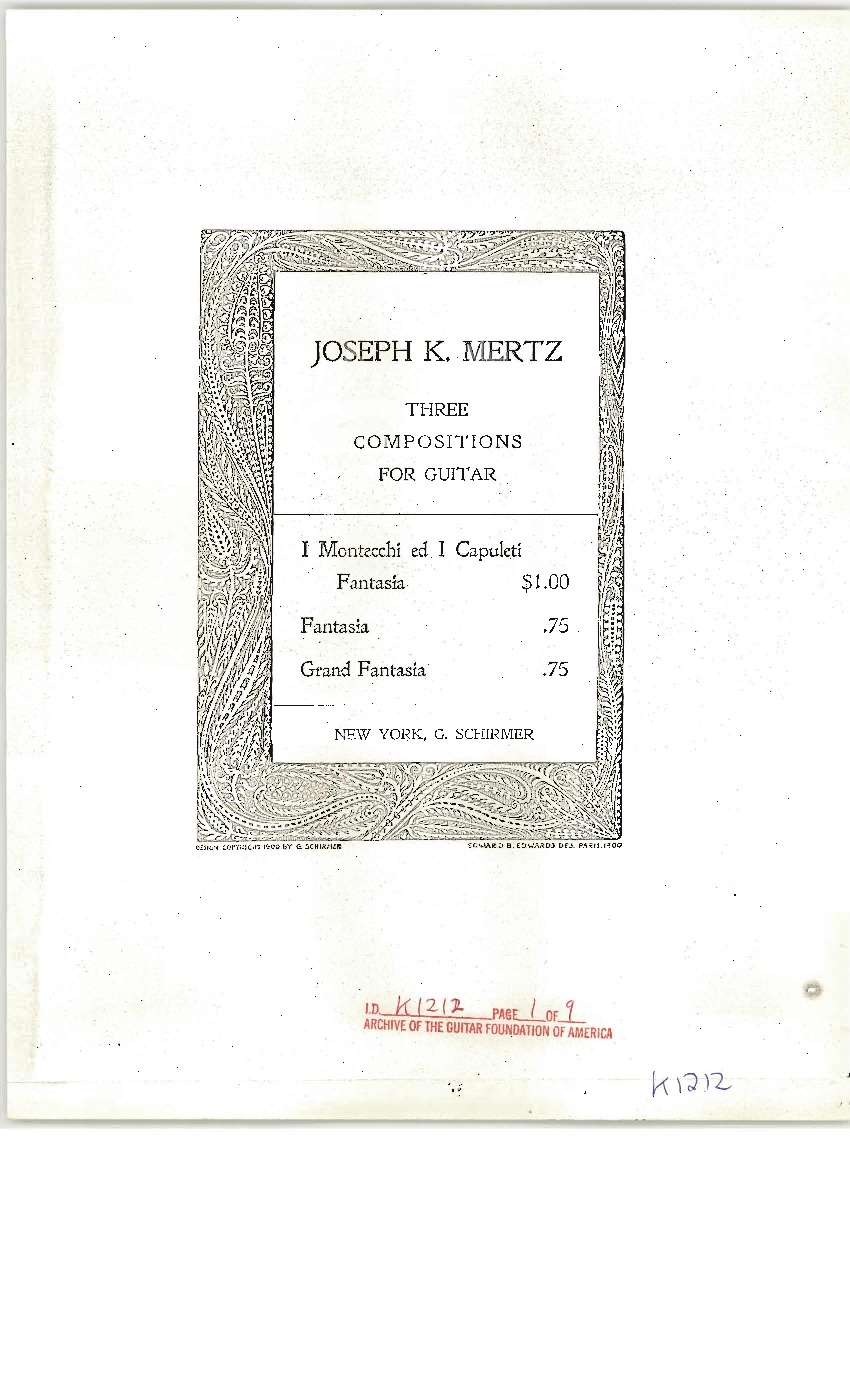 JOSEPH K. MERTZ
THREE
COMPOSITIONS
FOR GUITAR
I Montecchi ed I Capuleti
Fantasia $1.00
Fantasia .75
Grand Fantasia .75
NEW YORK, G. SCHIRMER
DESIGN COPYRIGHT 1900 BY G. SCHIRMER
EDWARD B. EDWARDS DES. PARIS. 1900
I.D. K1212 PAGE 1 OF 9
ARCHIVE OF THE GUITAR FOUNDATION OF AMERICA
K1212